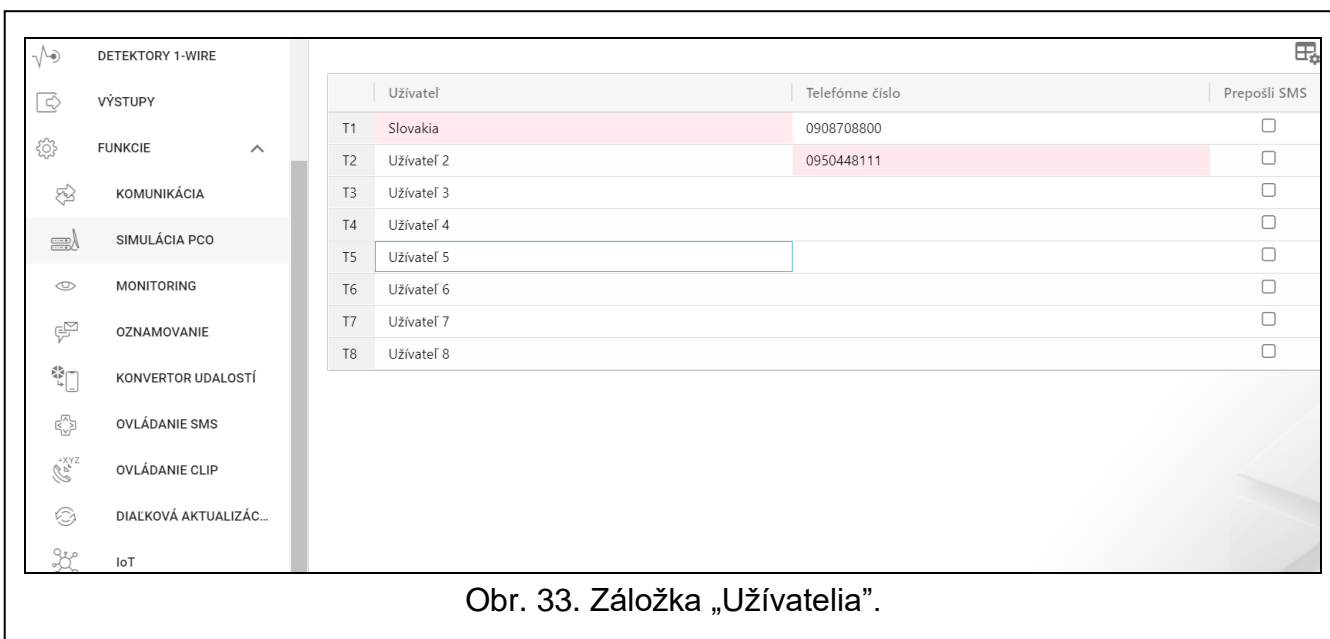 DETEKTORY 1-WIRE
VÝSTUPY
FUNKCIE
KOMUNIKÁCIA
SIMULÁCIA PCO
MONITORING
OZNAMOVANIE
KONVERTOR UDALOSTÍ
OVLÁDANIE SMS
+XYZ
OVLÁDANIE CLIP
DIAĽKOVÁ AKTUALIZÁC...
IoT
Užívateľ Telefónne číslo Prepošli SMS
T1 Slovakia 0908708800
T2 Užívateľ 2 0950448111
T3 Užívateľ 3
T4 Užívateľ 4
T5 Užívateľ 5
T6 Užívateľ 6
T7 Užívateľ 7
T8 Užívateľ 8
Obr. 33. Záložka „Užívatelia”.